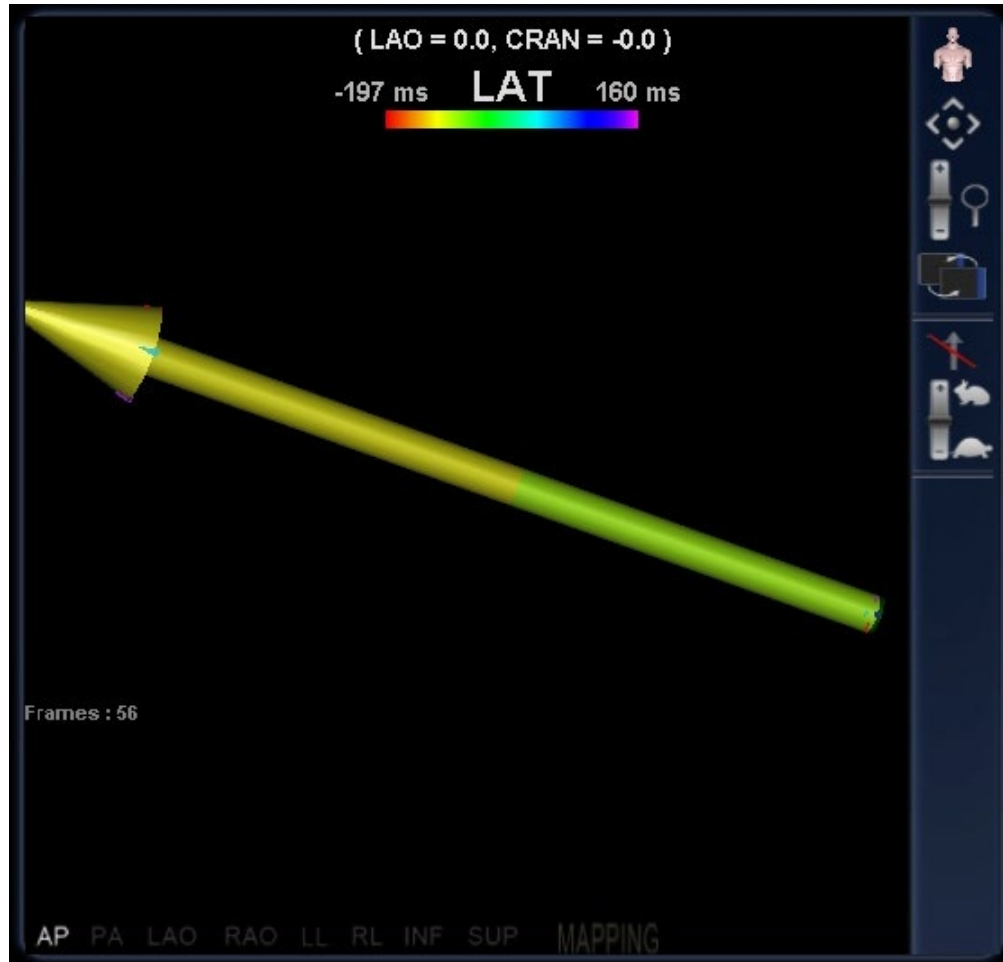 ( LAO = 0.0, CRAN = -0.0 )
-197 ms LAT 160 ms
Frames : 56
AP PA LAO RAO LL RL INF SUP MAPPING